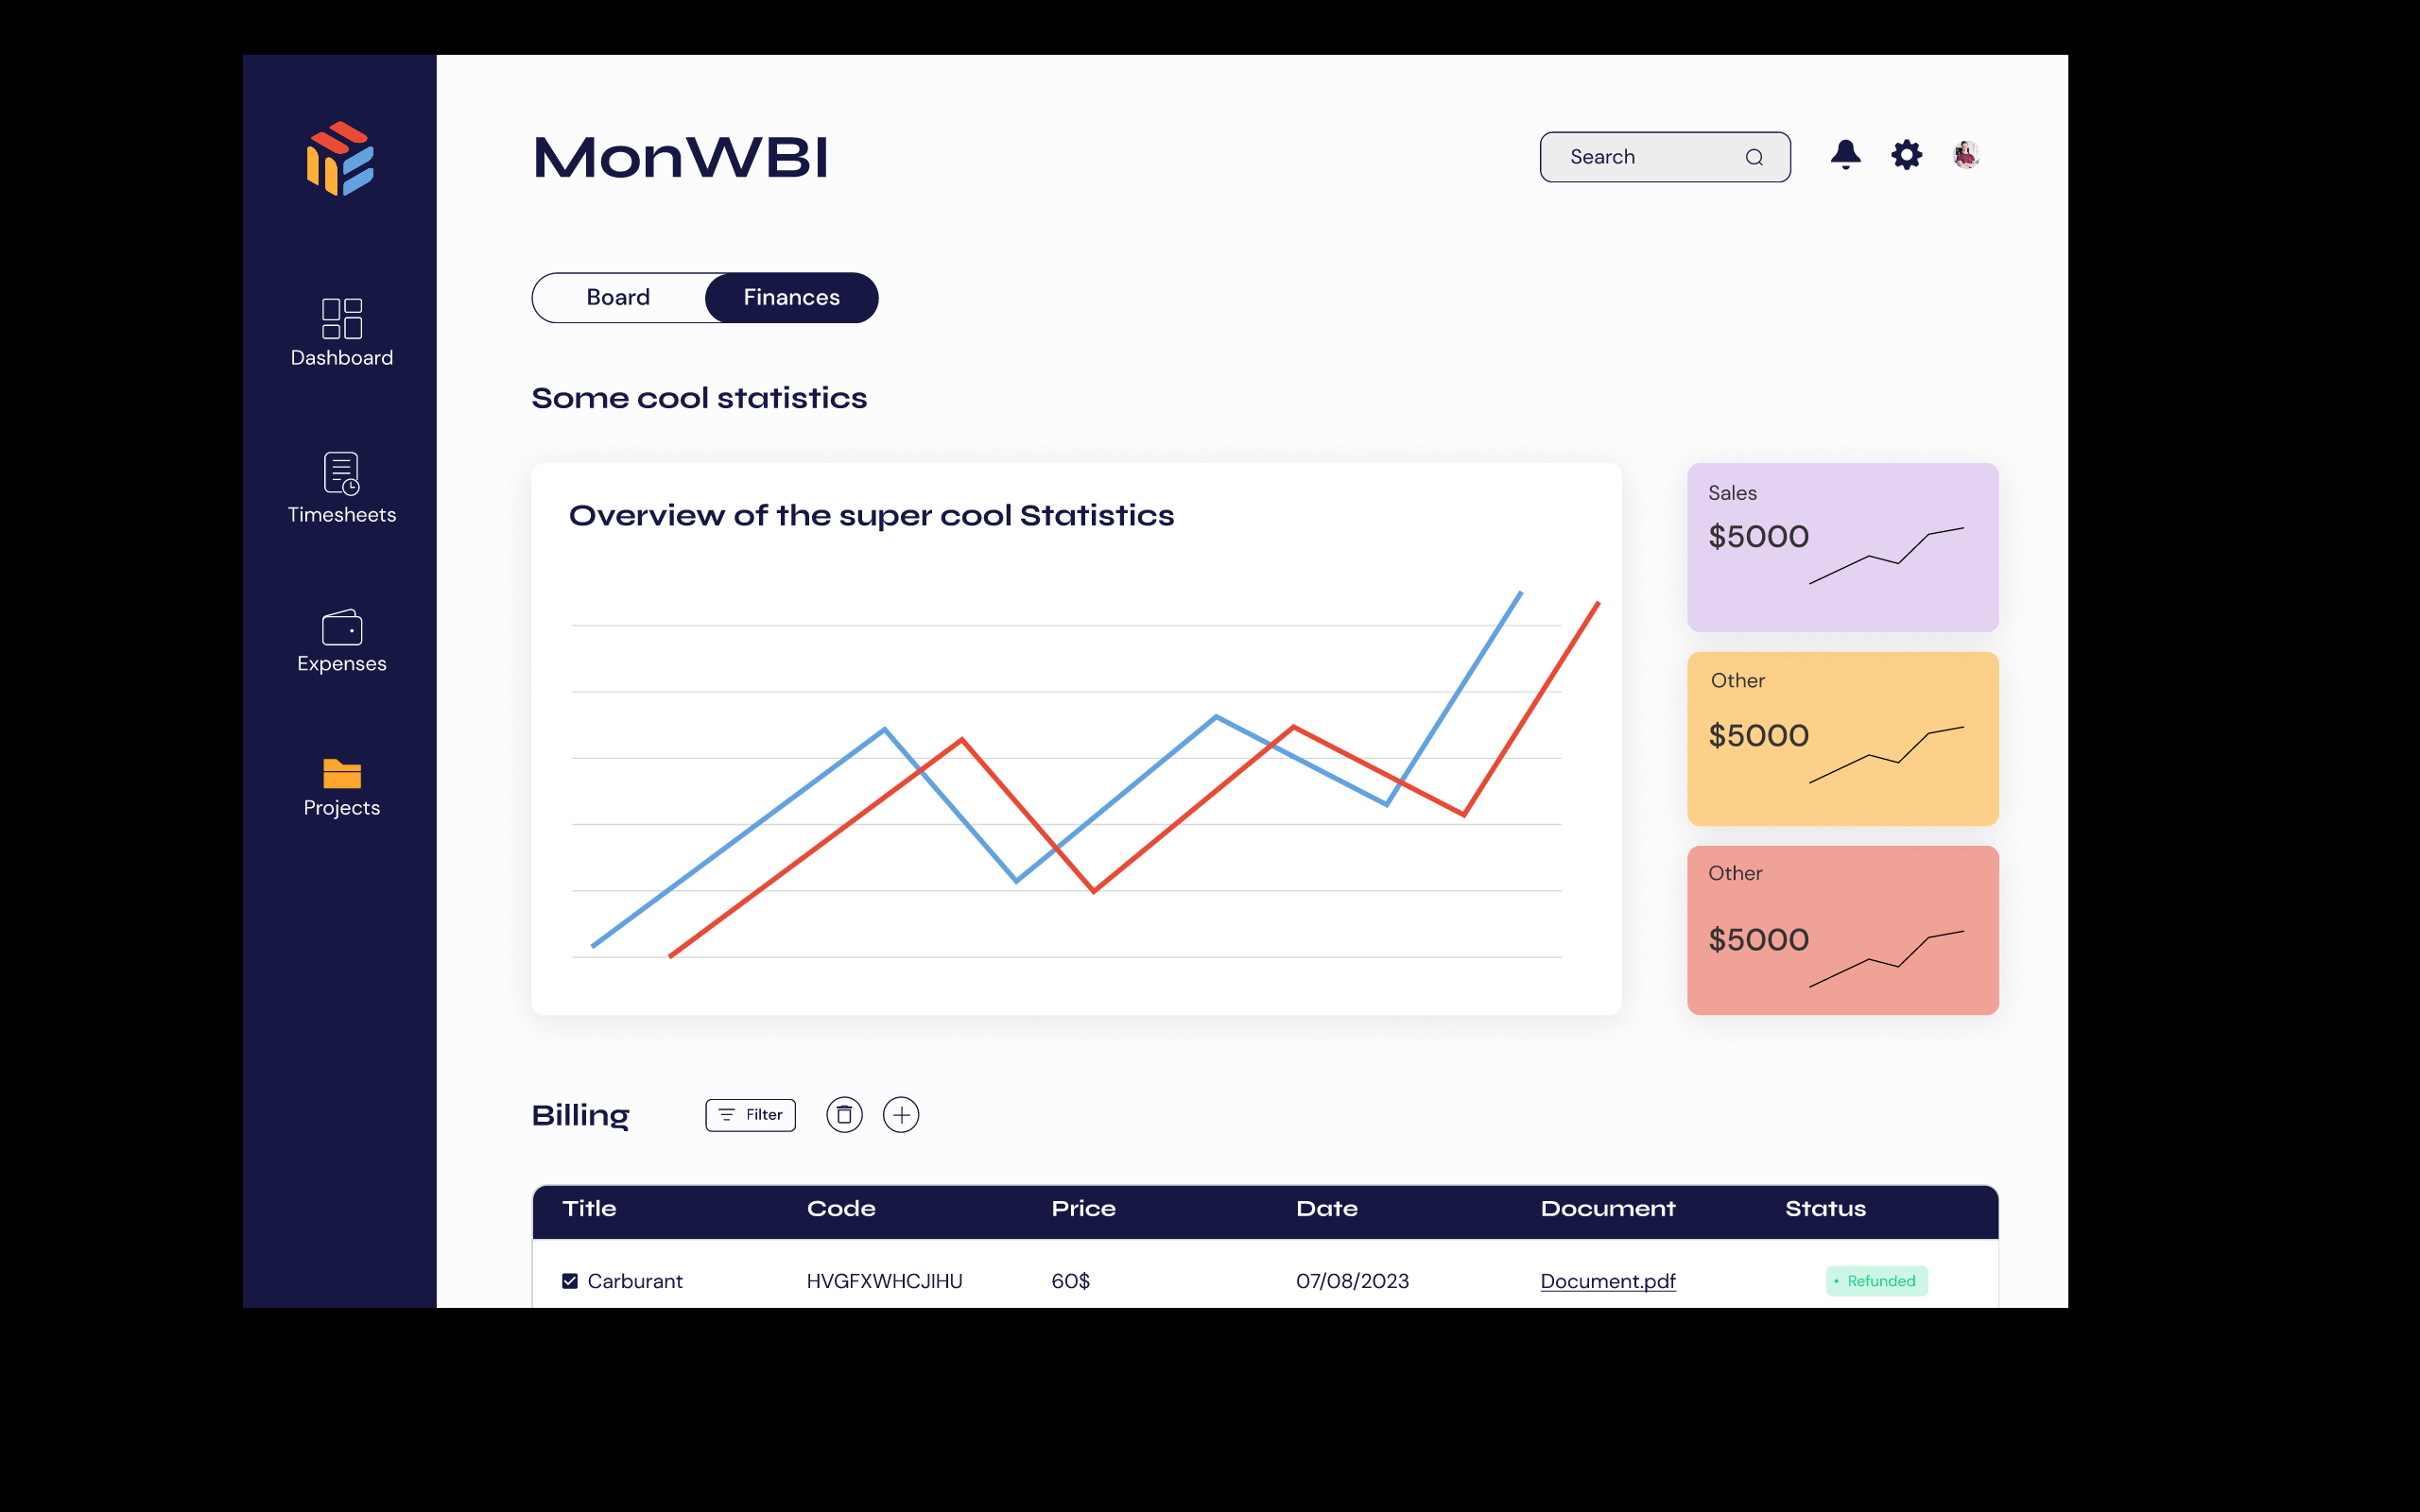 MonWBI
Search
Dashboard
Timesheets
Expenses
Projects
Board Finances
Some cool statistics
Overview of the super cool Statistics
Sales
$5000
Other
$5000
Other
$5000
Billing Filter
Title Code Price Date Document Status
Carburant HVGFXWHCJIHU 60$ 07/08/2023 Document.pdf • Refunded